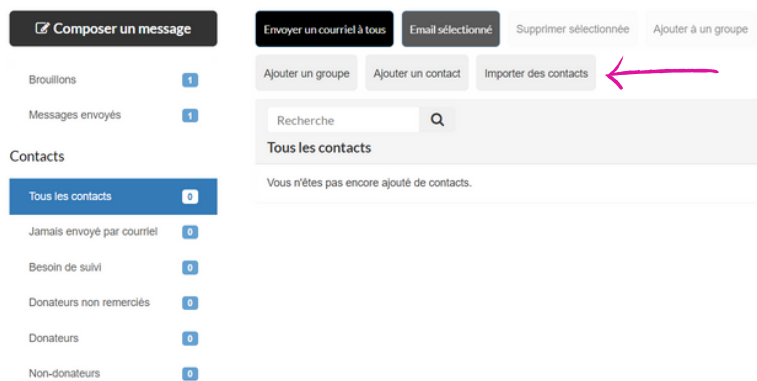 Composer un message
Brouillons 1
Messages envoyés 1
Contacts
Tous les contacts 0
Jamais envoyé par courriel 0
Besoin de suivi 0
Donateurs non remerciés 0
Donateurs 0
Non-donateurs 0
Envoyer un courriel à tous Email sélectionné Supprimer sélectionnée Ajouter à un groupe
Ajouter un groupe Ajouter un contact Importer des contacts
Recherche
Tous les contacts
Vous n'êtes pas encore ajouté de contacts.